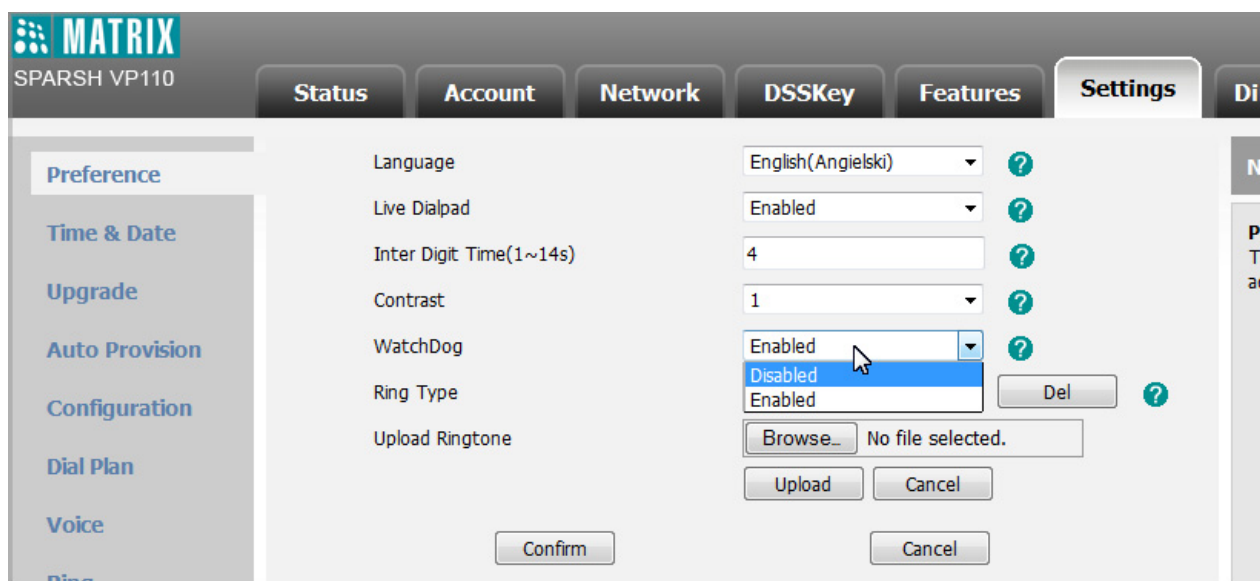 MATRIX
SPARSH VP110
Status Account Network DSSKey Features Settings Di
Preference
Time & Date
Upgrade
Auto Provision
Configuration
Dial Plan
Voice
Language English(Angielski) ?
Live Dialpad Enabled ?
Inter Digit Time(1~14s) 4 ?
Contrast 1 ?
WatchDog Enabled ?
Disabled
Enabled
Ring Type Del ?
Upload Ringtone Browse_ No file selected.
Upload Cancel
Confirm Cancel
N
P
T